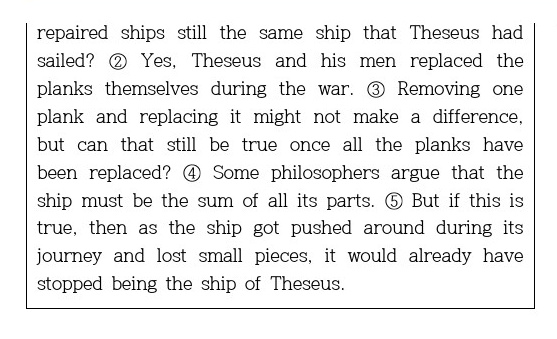 repaired ships still the same ship that Theseus had
sailed? ② Yes, Theseus and his men replaced the
planks themselves during the war. ③ Removing one
plank and replacing it might not make a difference,
but can that still be true once all the planks have
been replaced? ④ Some philosophers argue that the
ship must be the sum of all its parts. ⑤ But if this is
true, then as the ship got pushed around during its
journey and lost small pieces, it would already have
stopped being the ship of Theseus.